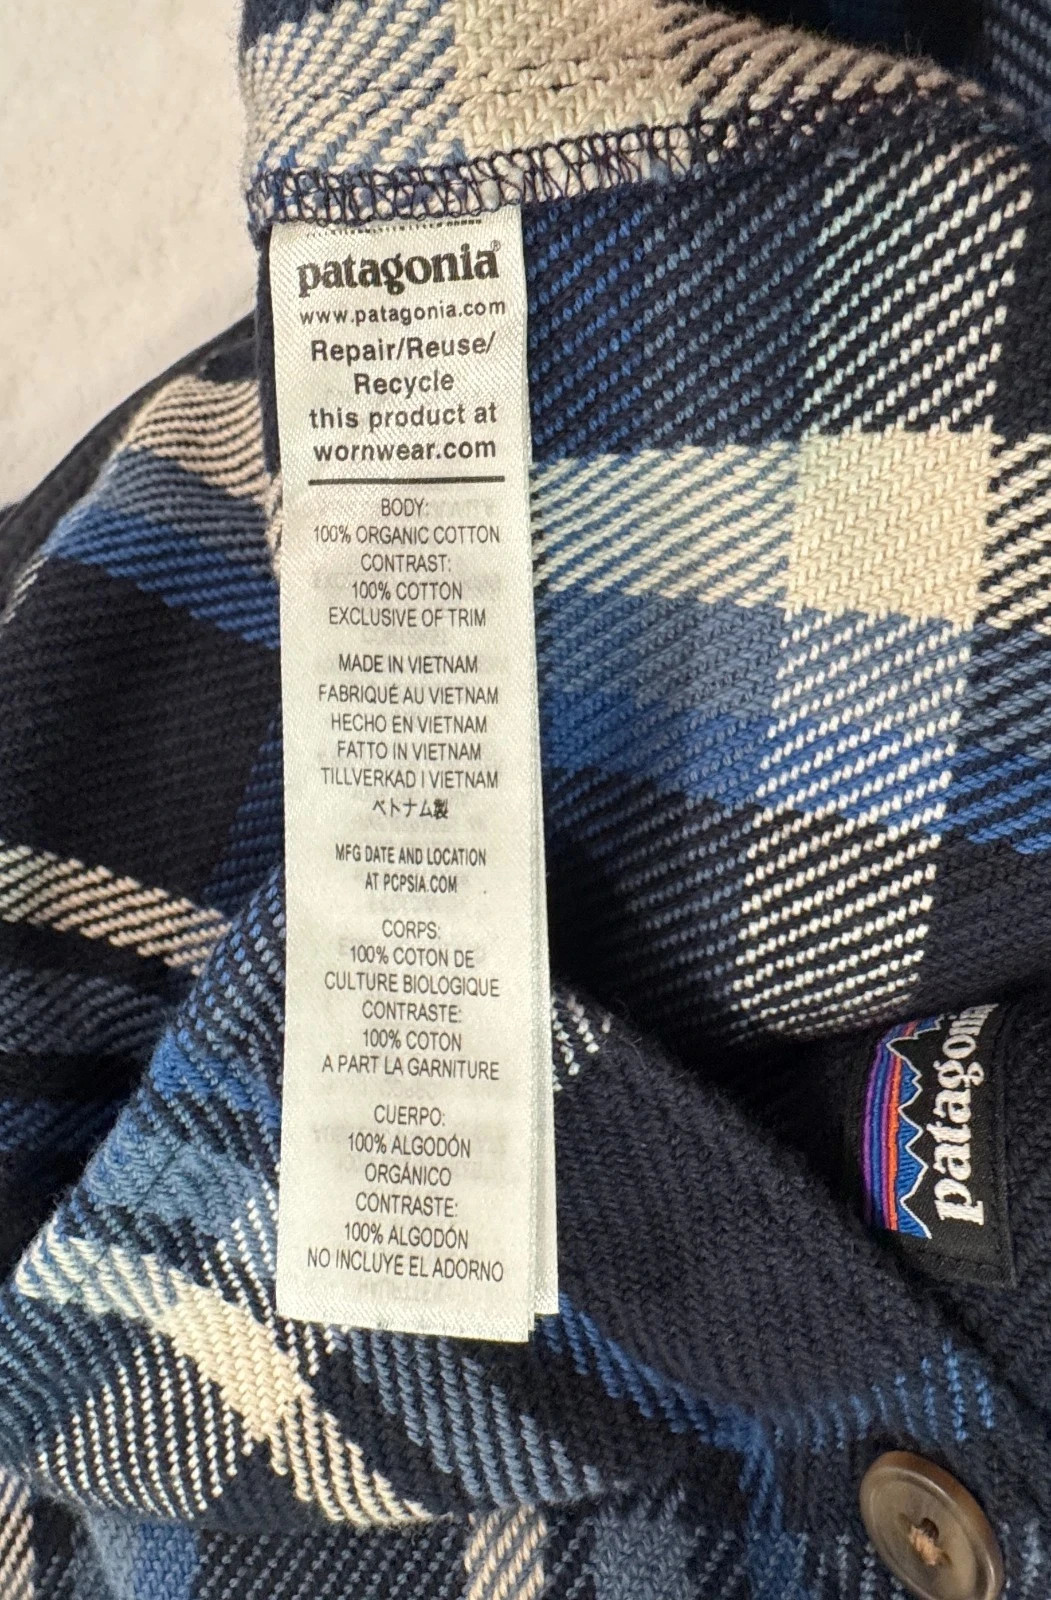 patagonia®
www.patagonia.com
Repair/Reuse/
Recycle
this product at
wornwear.com
BODY:
100% ORGANIC COTTON
CONTRAST:
100% COTTON
EXCLUSIVE OF TRIM
MADE IN VIETNAM
FABRIQUÉ AU VIETNAM
HECHO EN VIETNAM
FATTO IN VIETNAM
TILLVERKAD I VIETNAM
ベトナム製
MFG DATE AND LOCATION
AT PCPSIA.COM
CORPS:
100% COTON DE
CULTURE BIOLOGIQUE
CONTRASTE:
100% COTON
A PART LA GARNITURE
CUERPO:
100% ALGODÓN
ORGÁNICO
CONTRASTE:
100% ALGODÓN
NO INCLUYE EL ADORNO
patagonia